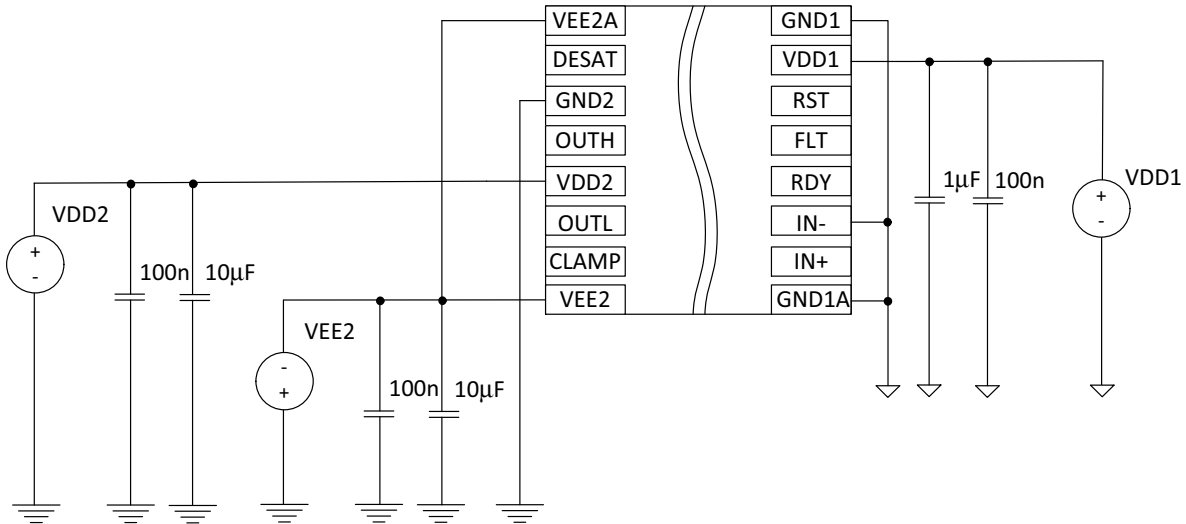 VEE2A
DESAT
GND2
OUTH
VDD2
OUTL
CLAMP
VEE2
GND1
VDD1
RST
FLT
RDY
IN-
IN+
GND1A
VDD2
+
-
100n
10μF
VEE2
-
+
100n
10μF
1μF
100n
VDD1
+
-